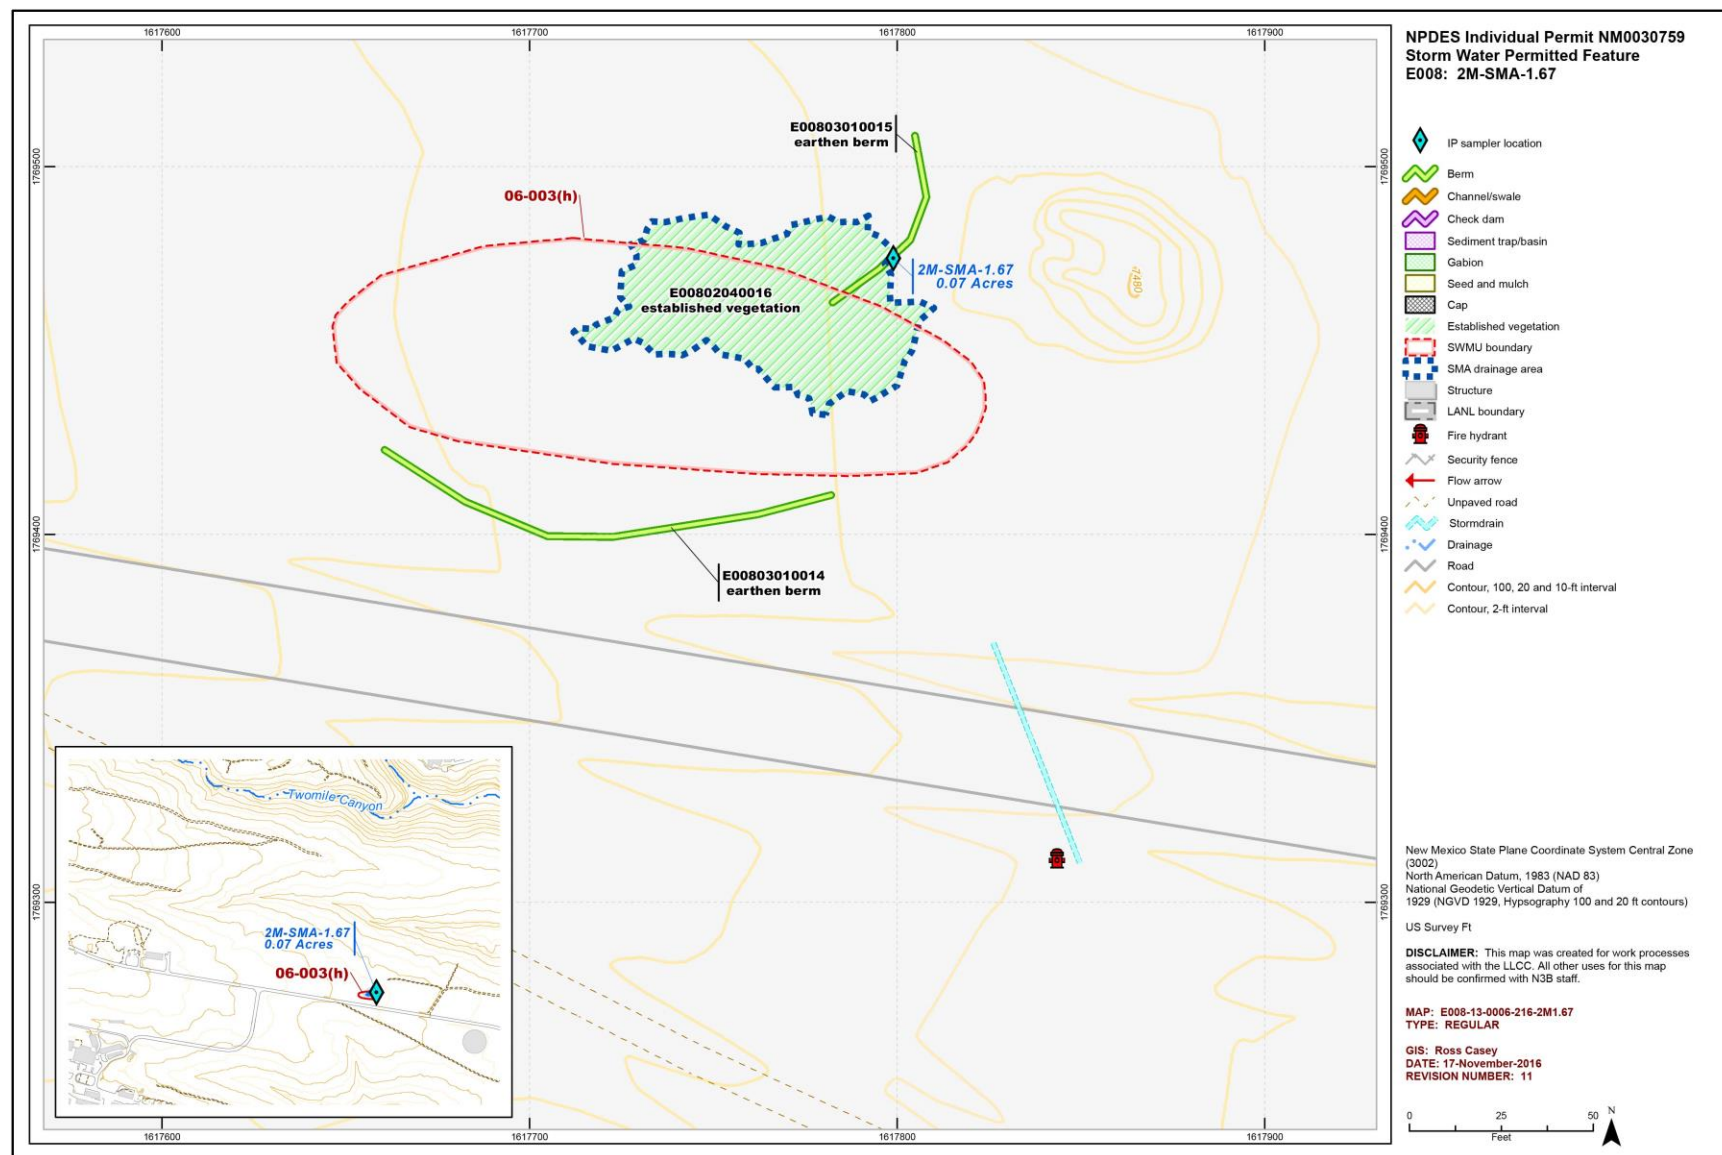 NPDES Individual Permit NM0030759
Storm Water Permitted Feature
E008: 2M-SMA-1.67
IP sampler location
Berm
Channel/swale
Check dam
Sediment trap/basin
Gabion
Seed and mulch
Cap
Established vegetation
SWMU boundary
SMA drainage area
Structure
LANL boundary
Fire hydrant
Security fence
Flow arrow
Unpaved road
Stormdrain
Drainage
Road
Contour, 100, 20 and 10-ft interval
Contour, 2-ft interval
New Mexico State Plane Coordinate System Central Zone
(3002)
North American Datum, 1983 (NAD 83)
National Geodetic Vertical Datum of
1929 (NGVD 1929, Hypsography 100 and 20 ft contours)
US Survey Ft
DISCLAIMER: This map was created for work processes
associated with the LLCC. All other uses for this map
should be confirmed with N3B staff.
MAP: E008-13-0006-216-2M1.67
TYPE: REGULAR
GIS: Ross Casey
DATE: 17-November-2016
REVISION NUMBER: 11
0 25 50 N
Feet
1617600 1617700 1617800 1617900
1769500 1769500
1769400 1769400
1769300 1769300
1617600 1617700 1617800 1617900
E00803010015
earthen berm
06-003(h)
2M-SMA-1.67
0.07 Acres
E00802040016
established vegetation
7480
E00803010014
earthen berm
Twomile Canyon
2M-SMA-1.67
0.07 Acres
06-003(h)